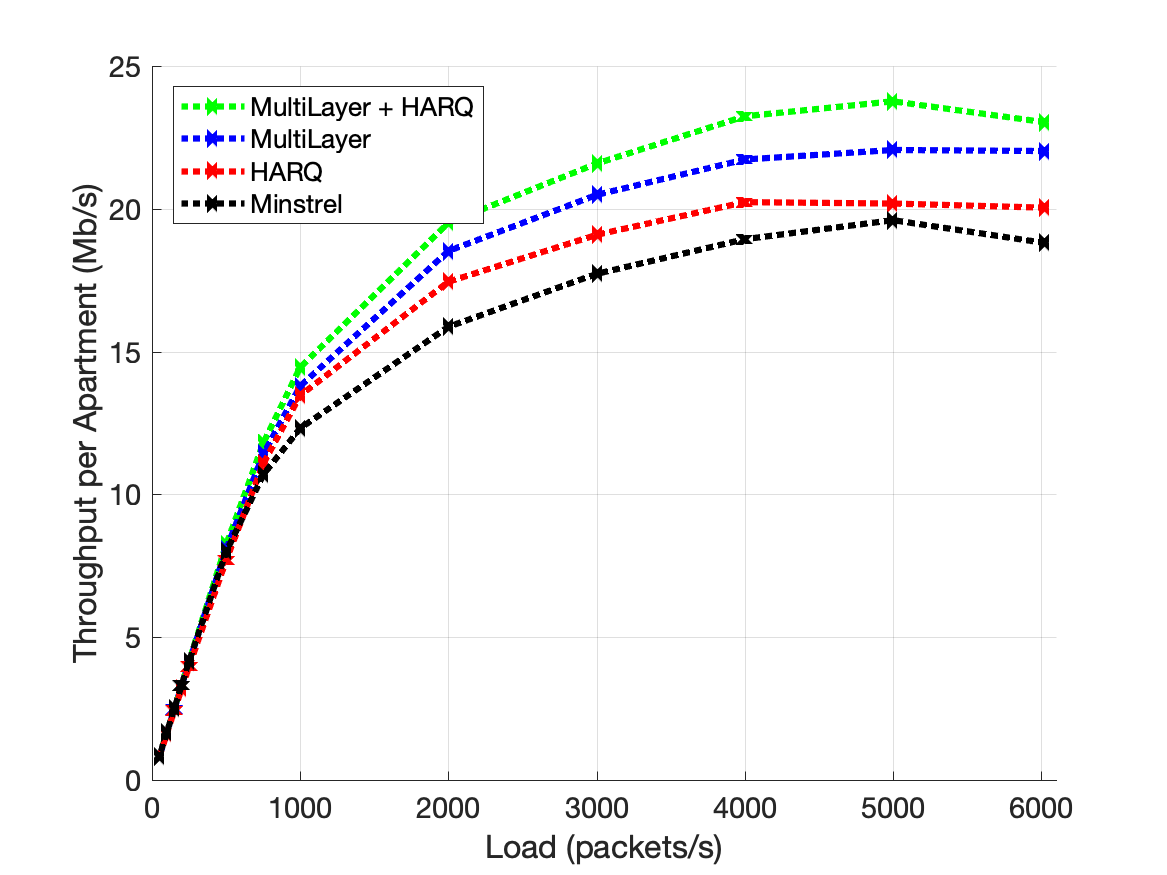 25
20
15
10
5
0
MultiLayer + HARQ
MultiLayer
HARQ
Minstrel
Throughput per Apartment (Mb/s)
0 1000 2000 3000 4000 5000 6000
Load (packets/s)